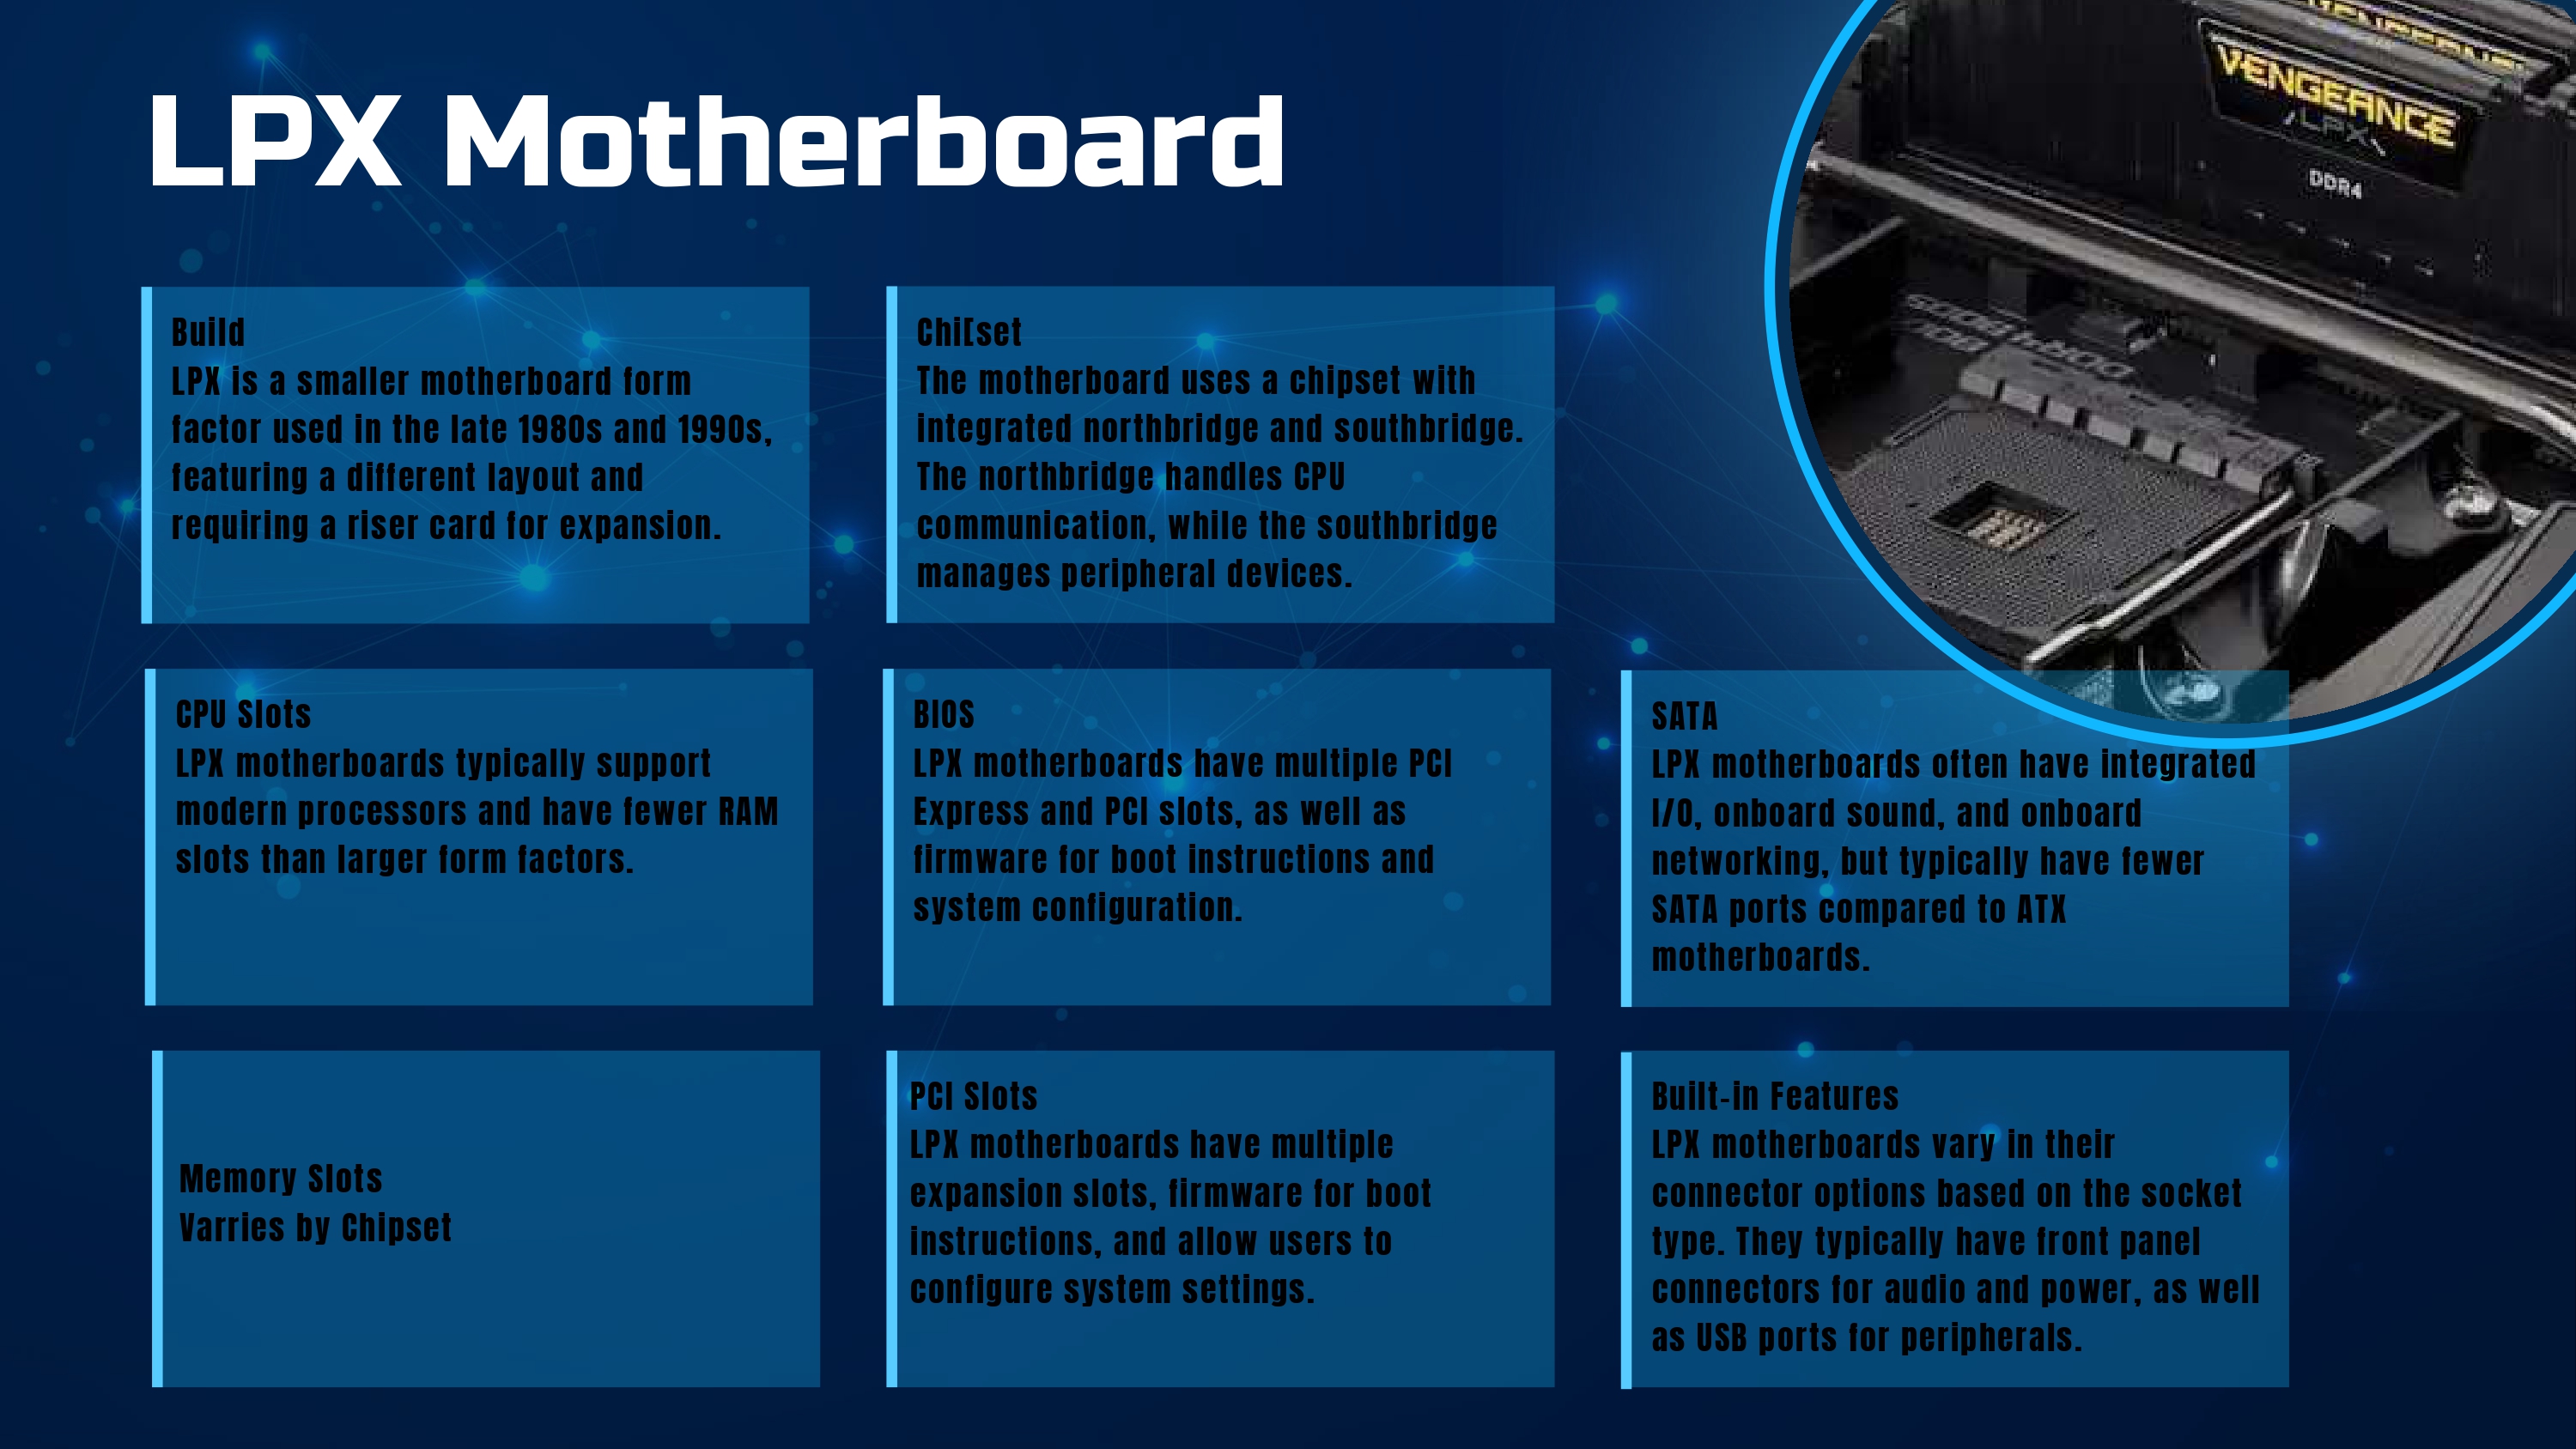 LPX Motherboard
VENGEANCE
LPX
DDR4
Build
LPX is a smaller motherboard form
factor used in the late 1980s and 1990s,
featuring a different layout and
requiring a riser card for expansion.
Chi[set
The motherboard uses a chipset with
integrated northbridge and southbridge.
The northbridge handles CPU
communication, while the southbridge
manages peripheral devices.
CPU Slots
LPX motherboards typically support
modern processors and have fewer RAM
slots than larger form factors.
BIOS
LPX motherboards have multiple PCI
Express and PCI slots, as well as
firmware for boot instructions and
system configuration.
SATA
LPX motherboards often have integrated
I/O, onboard sound, and onboard
networking, but typically have fewer
SATA ports compared to ATX
motherboards.
Memory Slots
Varries by Chipset
PCI Slots
LPX motherboards have multiple
expansion slots, firmware for boot
instructions, and allow users to
configure system settings.
Built-in Features
LPX motherboards vary in their
connector options based on the socket
type. They typically have front panel
connectors for audio and power, as well
as USB ports for peripherals.